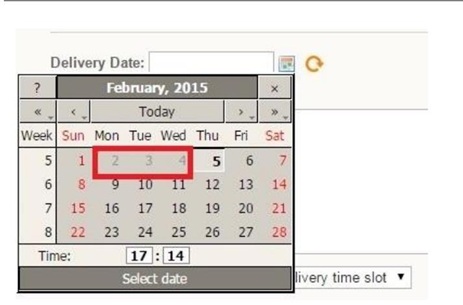 Delivery Date:
? February, 2015 ×
« ‹ Today › »
Week Sun Mon Tue Wed Thu Fri Sat
5 1 2 3 4 5 6 7
6 8 9 10 11 12 13 14
7 15 16 17 18 19 20 21
8 22 23 24 25 26 27 28
Time: 17 : 14
Select date
livery time slot